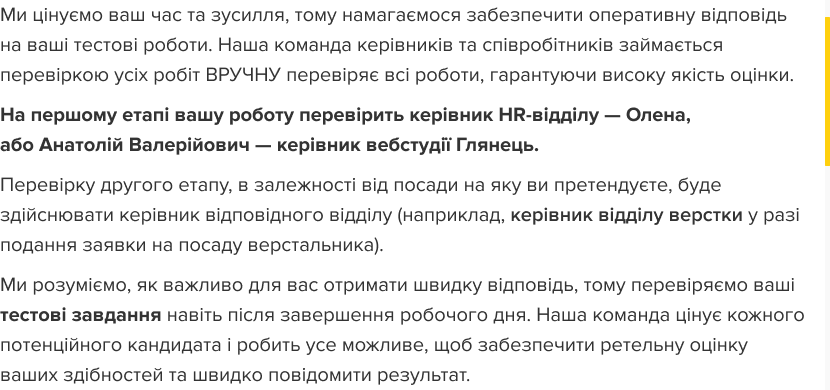 Ми цінуємо ваш час та зусилля, тому намагаємося забезпечити оперативну відповідь
на ваші тестові роботи. Наша команда керівників та співробітників займається
перевіркою усіх робіт ВРУЧНУ перевіряє всі роботи, гарантуючи високу якість оцінки.
На першому етапі вашу роботу перевірить керівник HR-відділу — Олена,
або Анатолій Валерійович — керівник вебстудії Глянець.
Перевірку другого етапу, в залежності від посади на яку ви претендуєте, буде
здійснювати керівник відповідного відділу (наприклад, керівник відділу верстки у разі
подання заявки на посаду верстальника).
Ми розуміємо, як важливо для вас отримати швидку відповідь, тому перевіряємо ваші
тестові завдання навіть після завершення робочого дня. Наша команда цінує кожного
потенційного кандидата і робить усе можливе, щоб забезпечити ретельну оцінку
ваших здібностей та швидко повідомити результат.